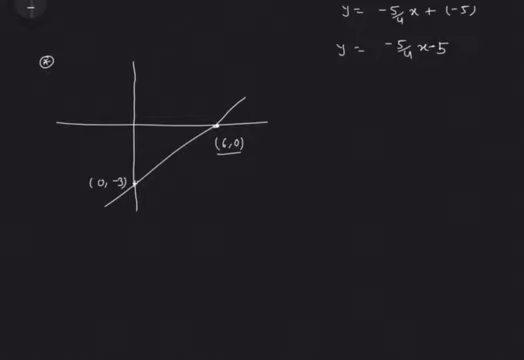 y = -5/4 x + (-5)
y = -5/4 x - 5
*
(6,0)
(0,-3)